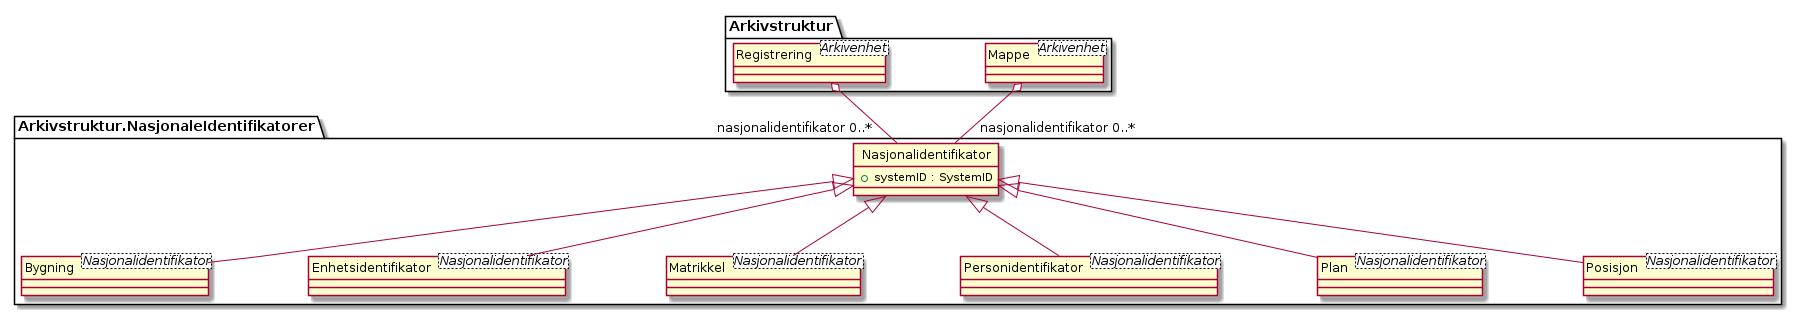 Arkivstruktur
Registrering Arkivenhet
Mappe Arkivenhet
nasjonalidentifikator 0..*
nasjonalidentifikator 0..*
Arkivstruktur.NasjonaleIdentifikatorer
Nasjonalidentifikator
systemID : SystemID
Bygning Nasjonalidentifikator
Enhetsidentifikator Nasjonalidentifikator
Matrikkel Nasjonalidentifikator
Personidentifikator Nasjonalidentifikator
Plan Nasjonalidentifikator
Posisjon Nasjonalidentifikator